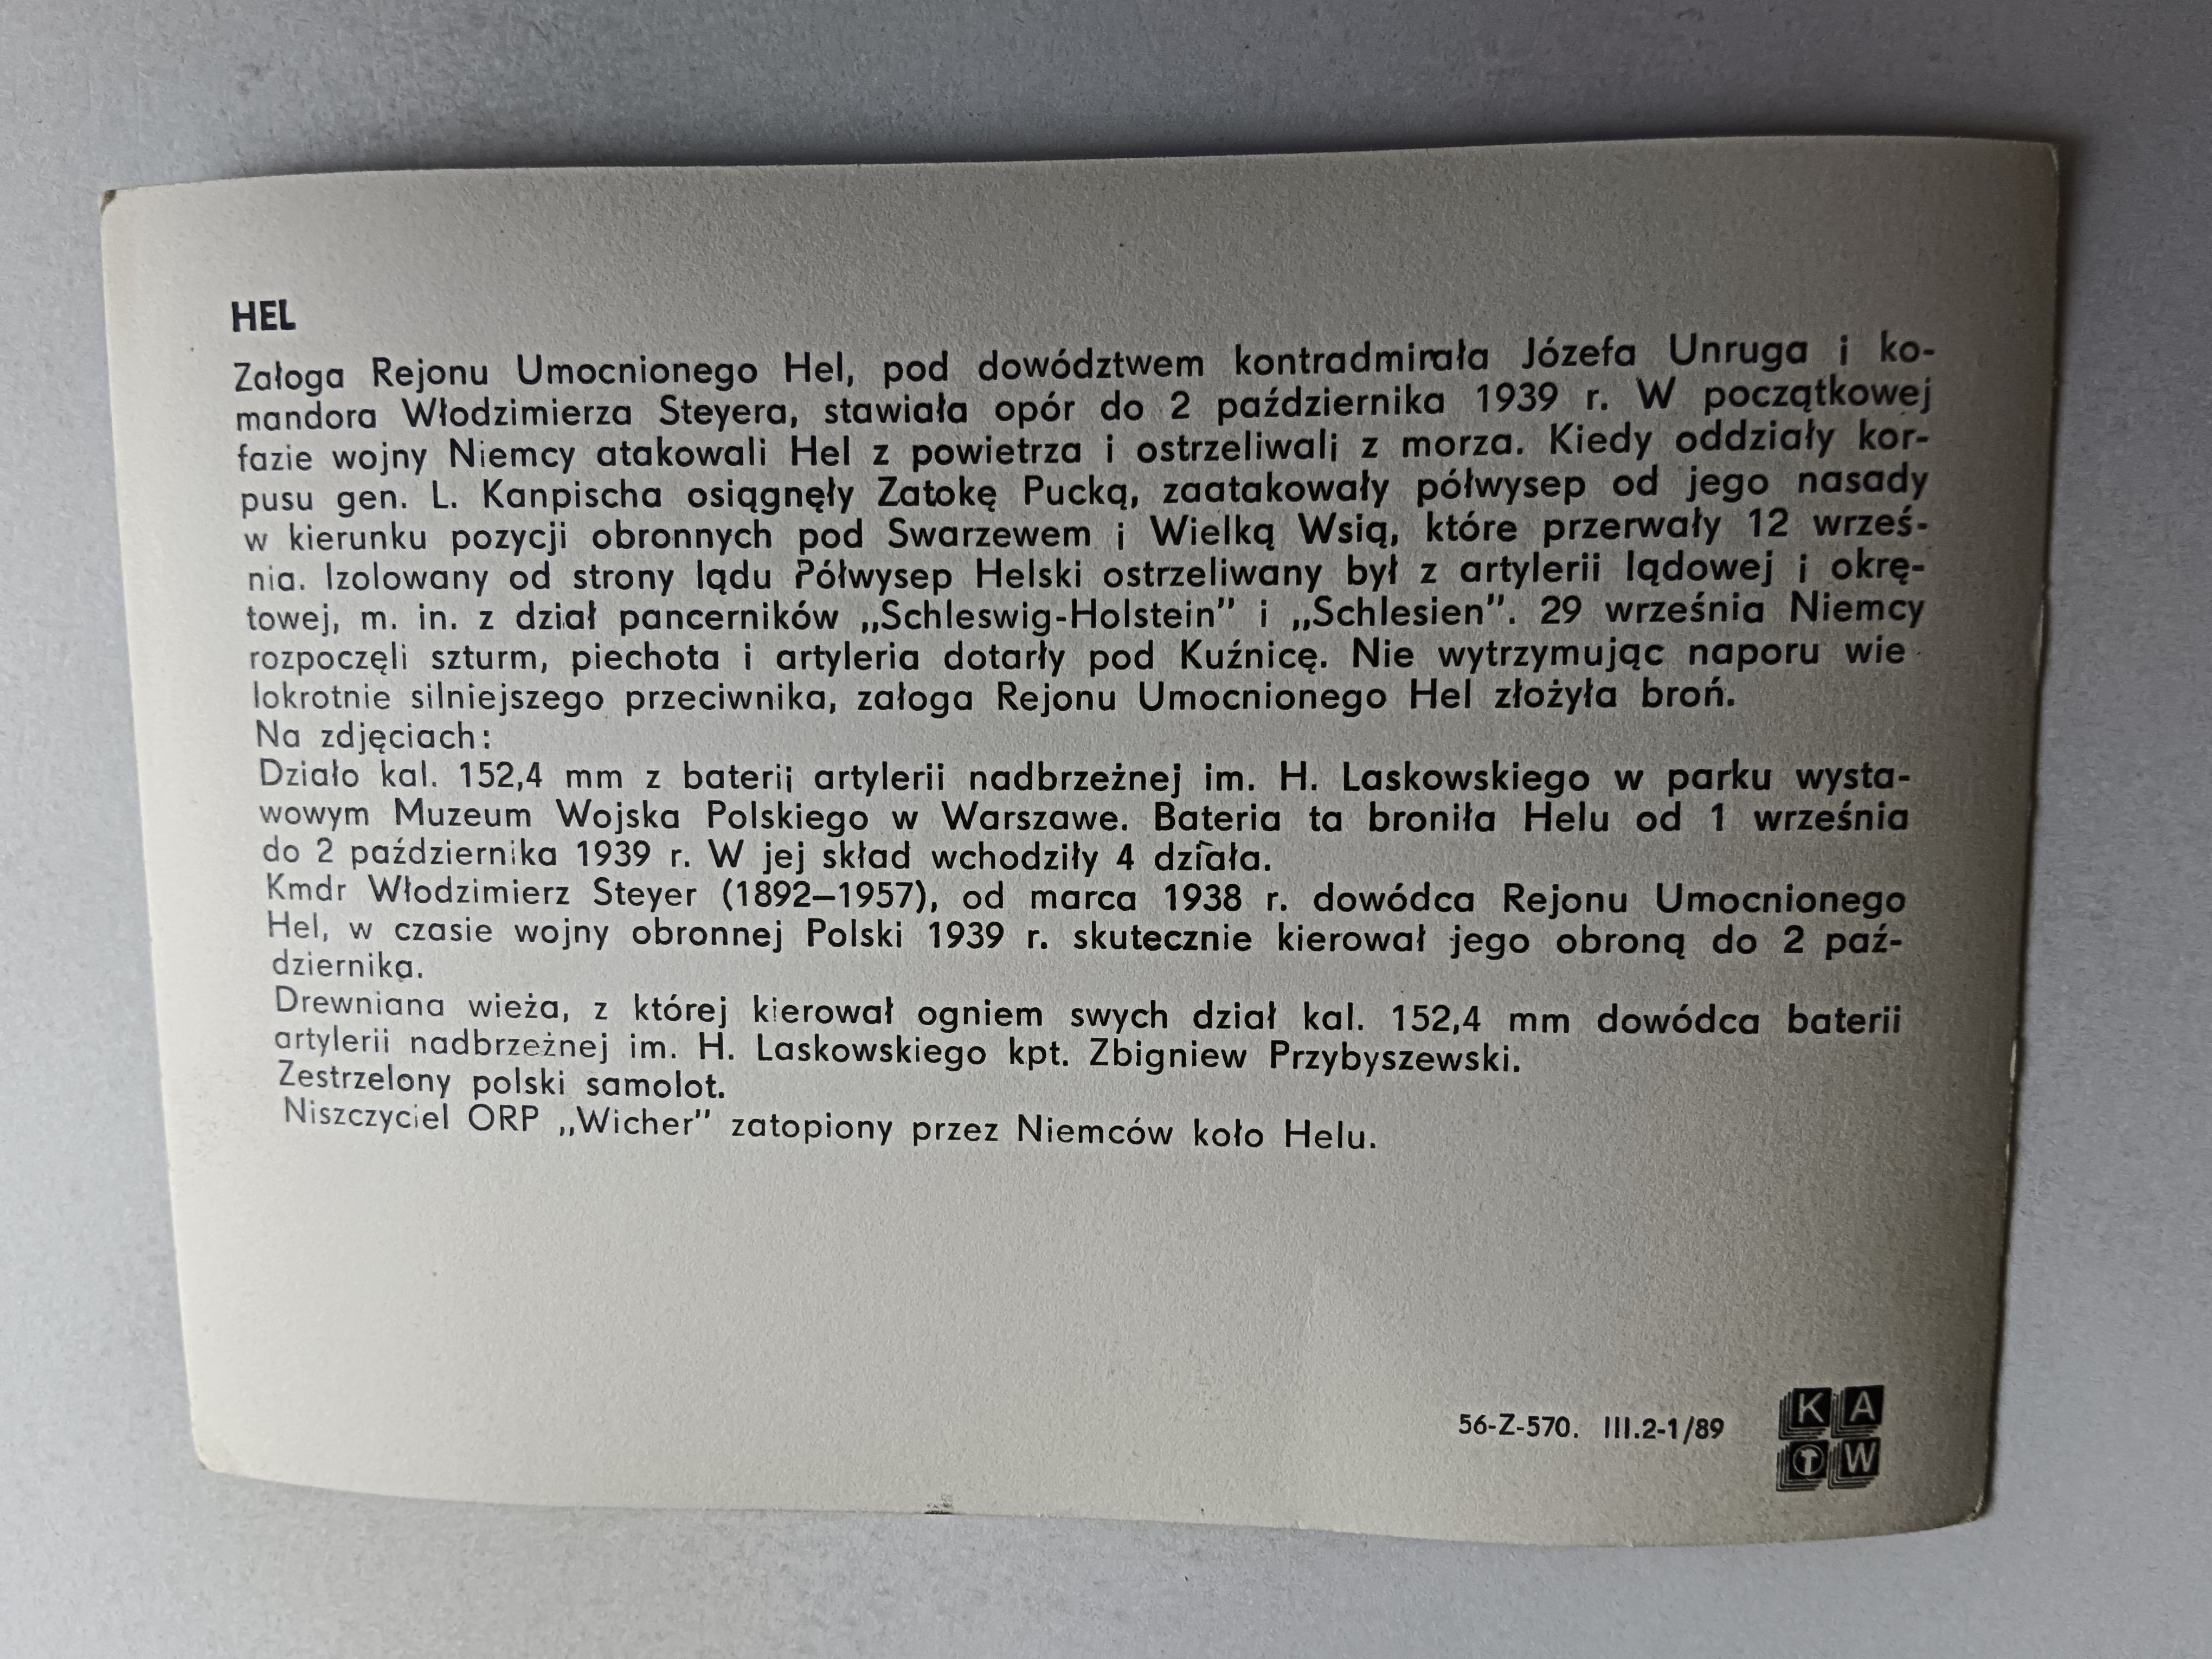 HEL
Załoga Rejonu Umocnionego Hel, pod dowództwem kontradmirała Józefa Unruga i ko-
mandora Włodzimierza Steyera, stawiała opór do 2 października 1939 r. W początkowej
fazie wojny Niemcy atakowali Hel z powietrza i ostrzeliwali z morza. Kiedy oddziały kor-
pusu gen. L. Kanpischa osiągnęły Zatokę Pucką, zaatakowały półwysep od jego nasady
w kierunku pozycji obronnych pod Swarzewem i Wielką Wsią, które przerwały 12 wrześ-
nia. Izolowany od strony lądu Półwysep Helski ostrzeliwany był z artylerii lądowej i okrę-
towej, m. in. z dział pancerników „Schleswig-Holstein" i „Schlesien". 29 września Niemcy
rozpoczęli szturm, piechota i artyleria dotarły pod Kuźnicę. Nie wytrzymując naporu wie-
lokrotnie silniejszego przeciwnika, załoga Rejonu Umocnionego Hel złożyła broń.
Na zdjęciach:
Działo kal. 152,4 mm z baterii artylerii nadbrzeżnej im. H. Laskowskiego w parku wysta-
wowym Muzeum Wojska Polskiego w Warszawe. Bateria ta broniła Helu od 1 września
do 2 października 1939 r. W jej skład wchodziły 4 działa.
Kmdr Włodzimierz Steyer (1892–1957), od marca 1938 r. dowódca Rejonu Umocnionego
Hel, w czasie wojny obronnej Polski 1939 r. skutecznie kierował jego obroną do 2 paź-
dziernika.
Drewniana wieża, z której kierował ogniem swych dział kal. 152,4 mm dowódca baterii
artylerii nadbrzeżnej im. H. Laskowskiego kpt. Zbigniew Przybyszewski.
Zestrzelony polski samolot.
Niszczyciel ORP „Wicher" zatopiony przez Niemców koło Helu.
56-Z-570. III.2-1/89
K A
W